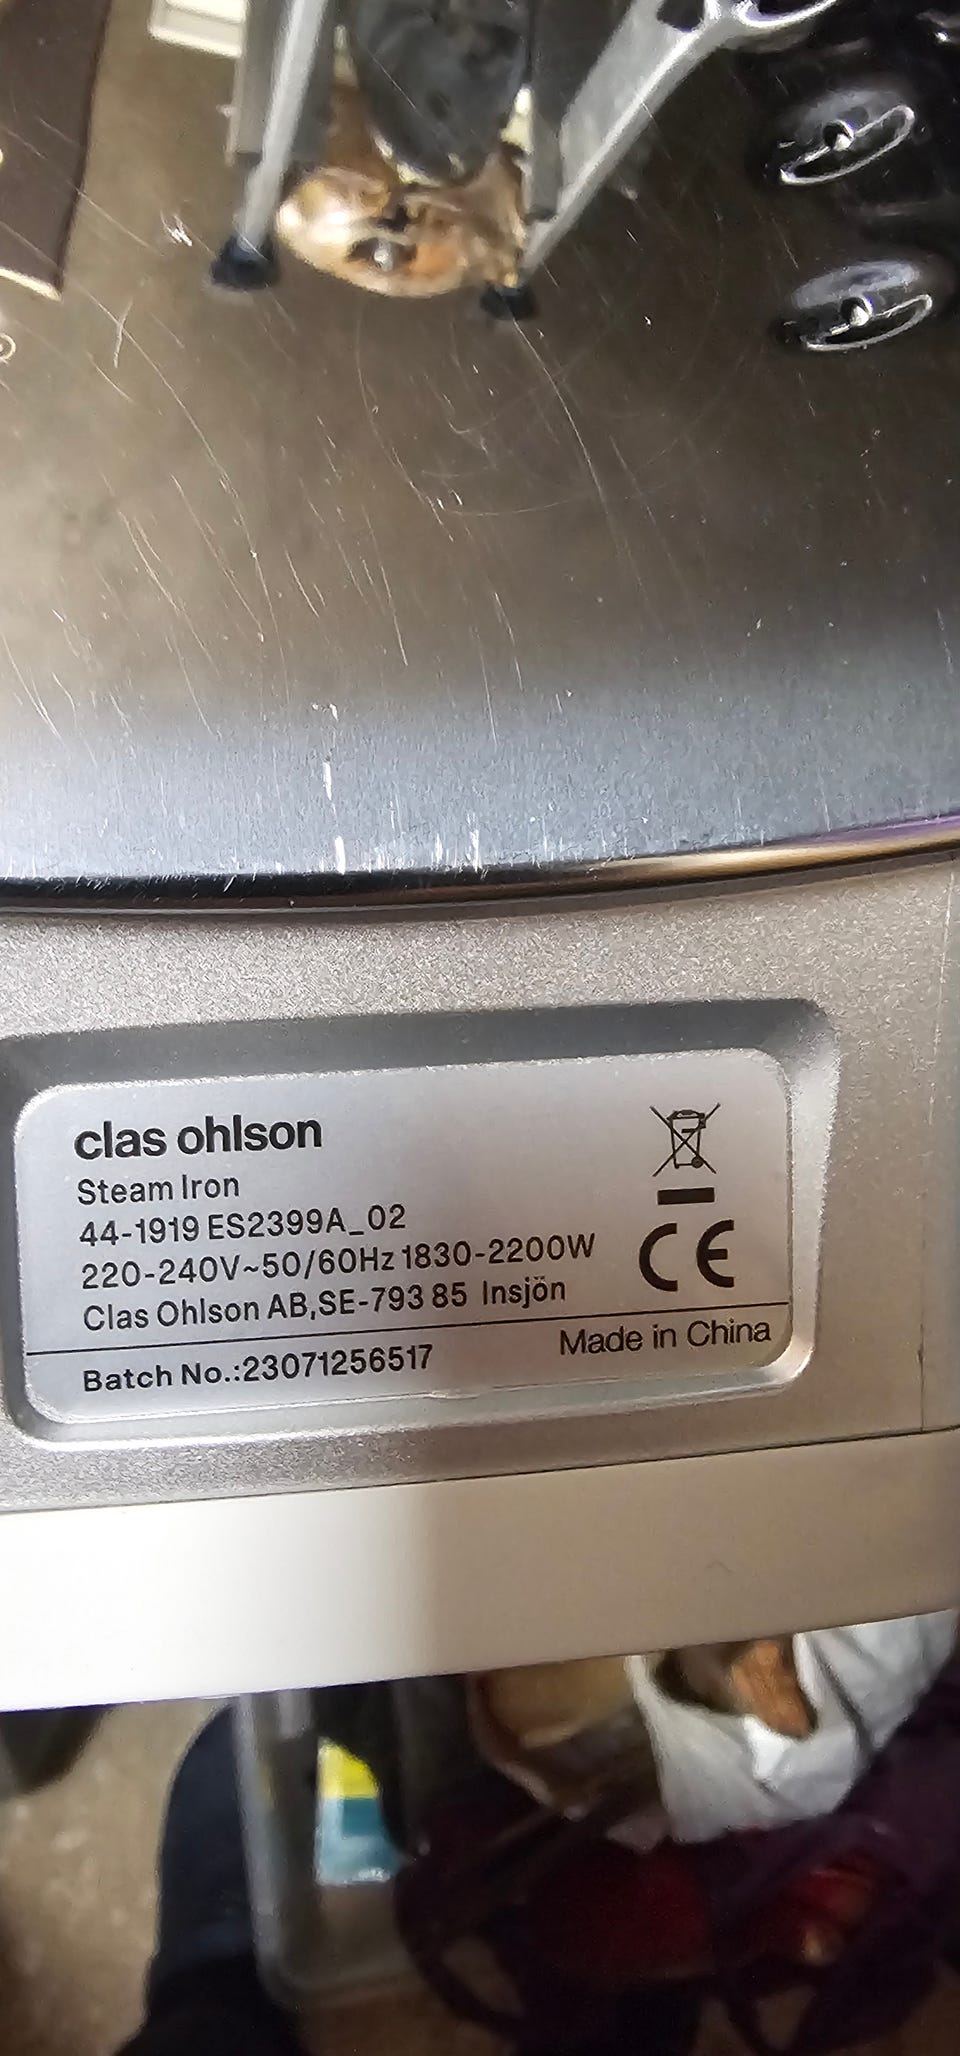 clas ohlson
Steam Iron
44-1919 ES2399A_02
220-240V~50/60Hz 1830-2200W
Clas Ohlson AB,SE-793 85 Insjön
Batch No.:23071256517
Made in China
CE